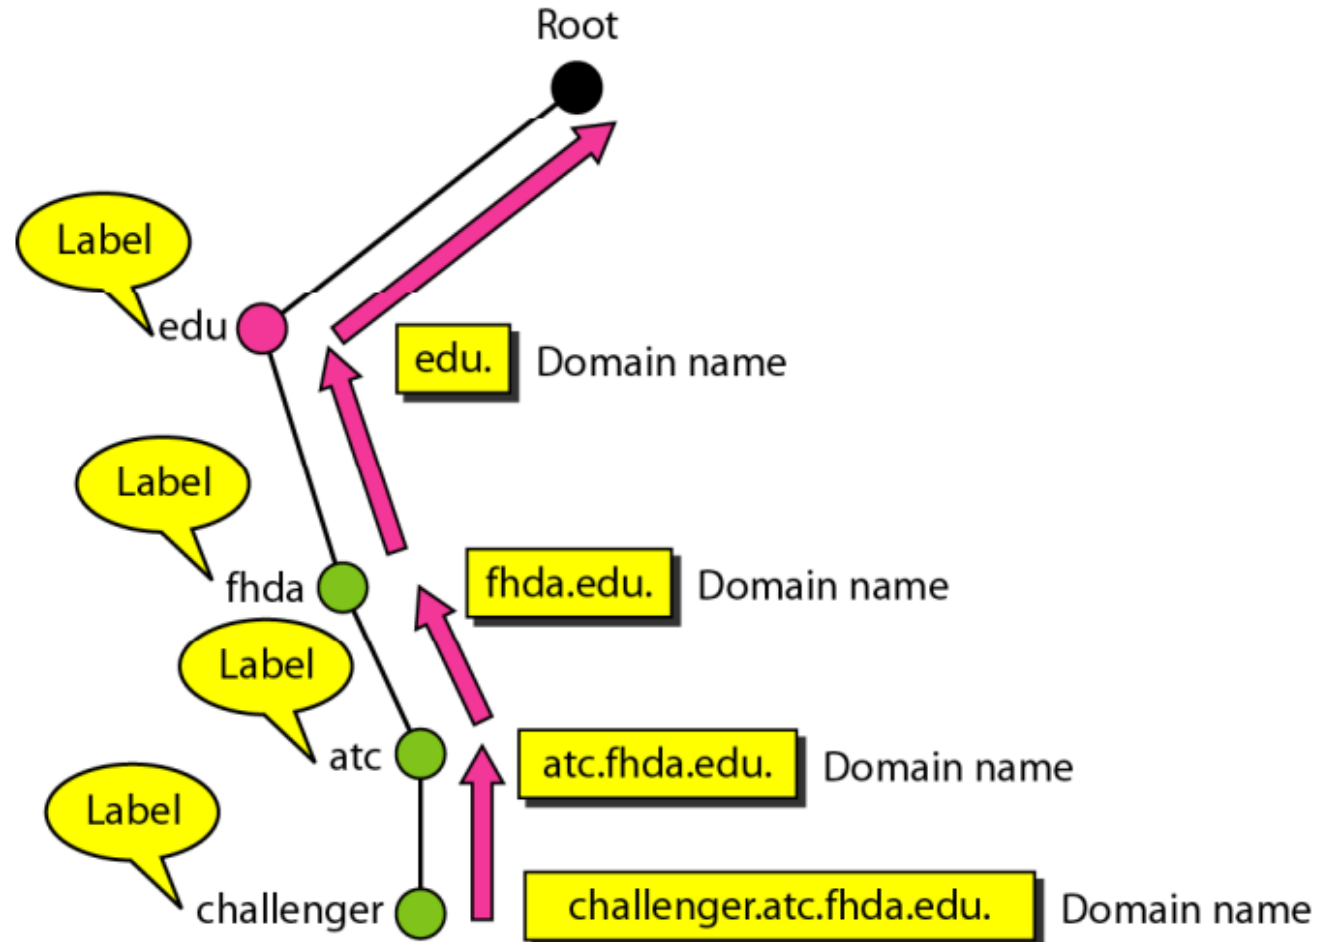 Root
Label
edu
edu. Domain name
Label
fhda
fhda.edu. Domain name
Label
atc
atc.fhda.edu. Domain name
Label
challenger
challenger.atc.fhda.edu. Domain name